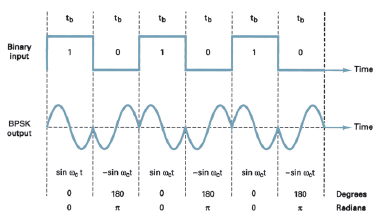 tb tb tb tb tb tb
Binary input
1 0 1 0 1 0
Time
BPSK output
Time
sin ωct −sin ωct sin ωct −sin ωct sin ωct −sin ωct
0 180 0 180 0 180 Degrees
0 π 0 π 0 π Radians